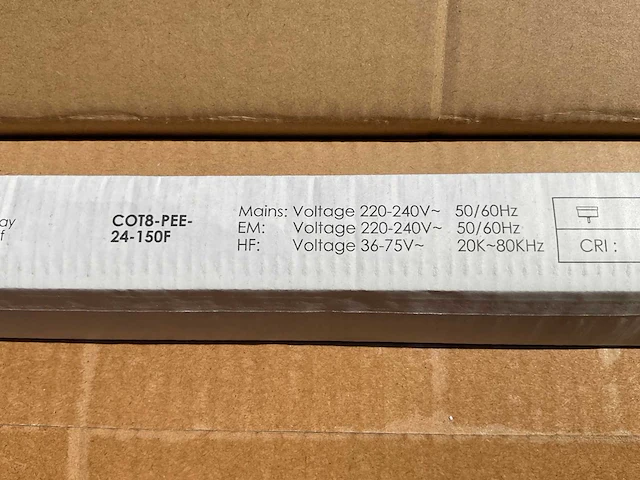 ay
f
COT8-PEE-
24-150F
Mains: Voltage 220-240V~ 50/60Hz
EM: Voltage 220-240V~ 50/60Hz
HF: Voltage 36-75V~ 20K~80KHz
CRI :